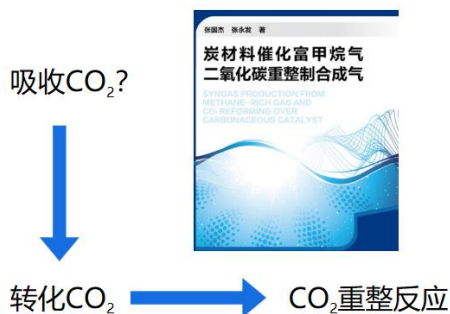 吸收CO₂?
张国杰 张永发 著
炭材料催化富甲烷气
二氧化碳重整制合成气
SYNGAS PRODUCTION FROM
METHANE-RICH GAS AND
CO₂ REFORMING OVER
CARBONACEOUS CATALYST
转化CO₂
CO₂重整反应